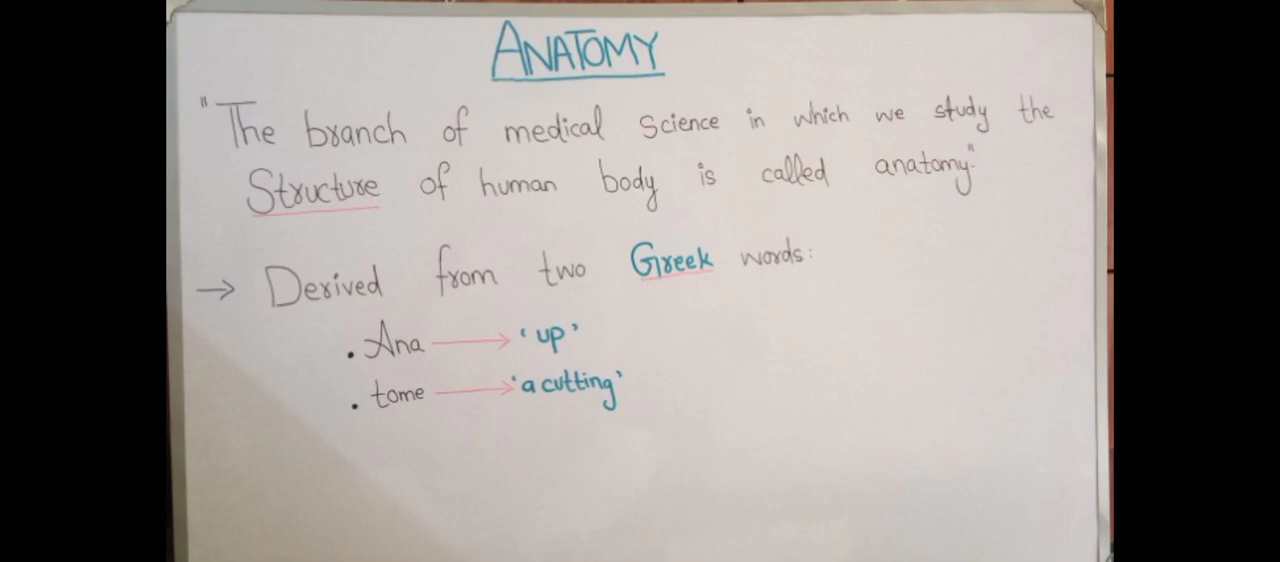 ANATOMY
"The branch of medical science in which we study the
Structure of human body is called anatomy."
→ Derived from two Greek words:
. Ana → 'up'
. tome → 'a cutting'